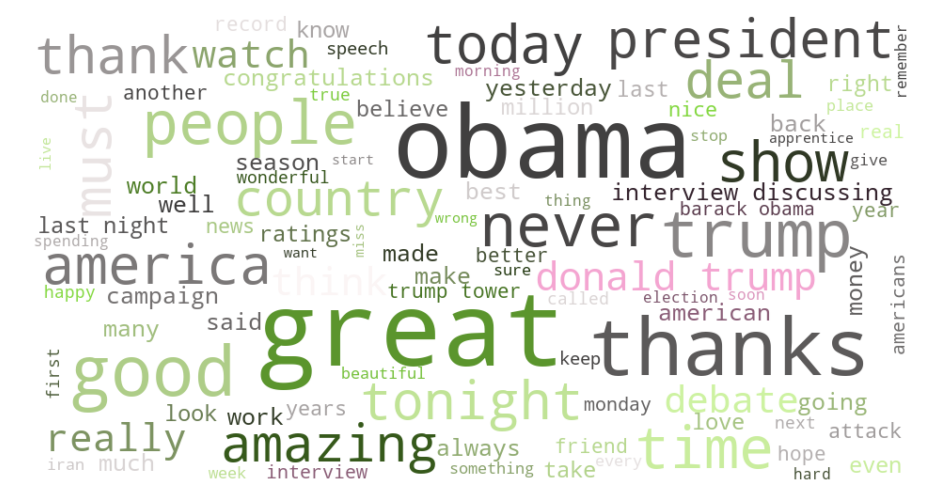 record
know
thank
watch
speech
today
president
remember
congratulations
morning
deal
right
done
another
true
yesterday
last
place
must
people
believe
million
nice
obama
back
real
stop
apprentice
live
season
start
show
give
wonderful
world
country
best
thing
interview discussing
well
barack obama
year
last night
news
wrong
never
trump
spending
ratings
miss
want
made
better
america
think
make
sure
donald trump
money
americans
happy
campaign
trump tower
called
election
soon
american
many
said
great
thanks
first
good
beautiful
keep
tonight
monday
debate
going
look
work
years
love
next
attack
really
amazing
always
friend
time
hope
iran
much
week
interview
something
take
every
hard
even